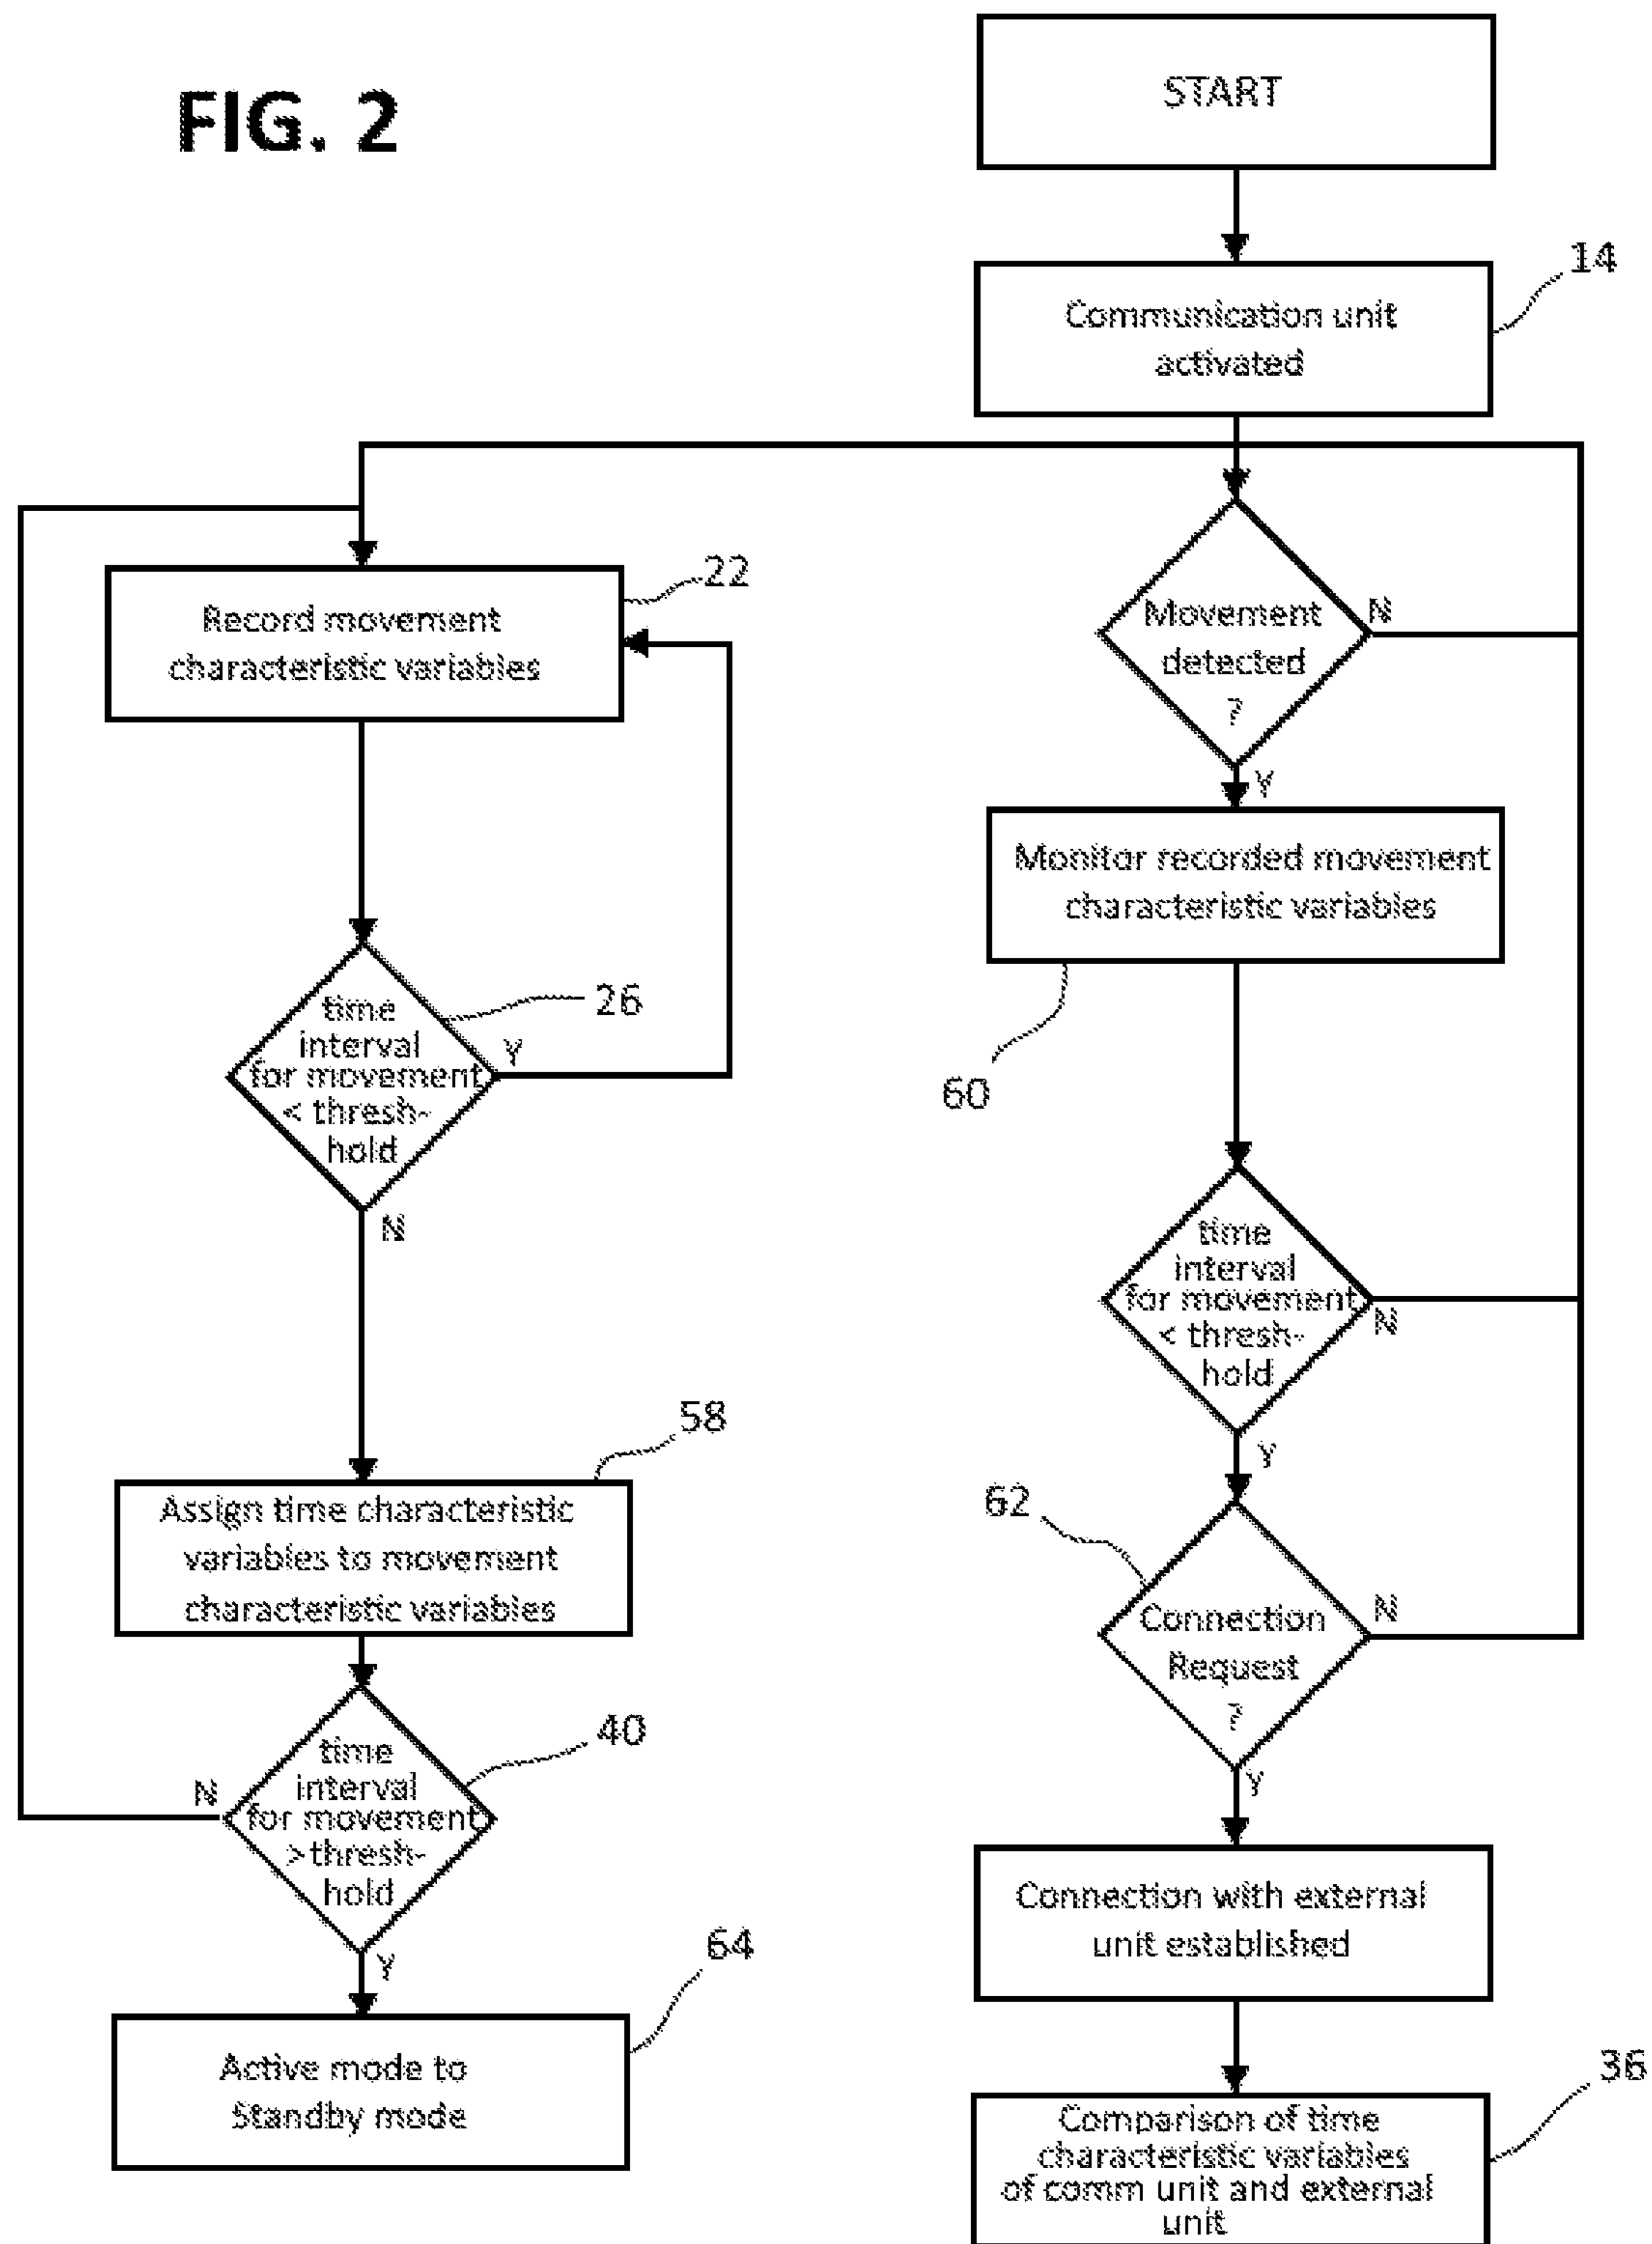 FIG. 2
START
14
Communication unit
activated
22
Record movement
characteristic variables
Movement
detected
?
N
Y
Monitor recorded movement
characteristic variables
60
26
time
interval
for movement
< thresh-
hold
Y
N
time
interval
for movement
< thresh-
hold
N
Y
58
Assign time characteristic
variables to movement
characteristic variables
62
Connection
Request
?
N
Y
40
time
interval
for movement
>thresh-
hold
N
Y
Connection with external
unit established
64
Active mode to
Standby mode
36
Comparison of time
characteristic variables
of comm unit and external
unit